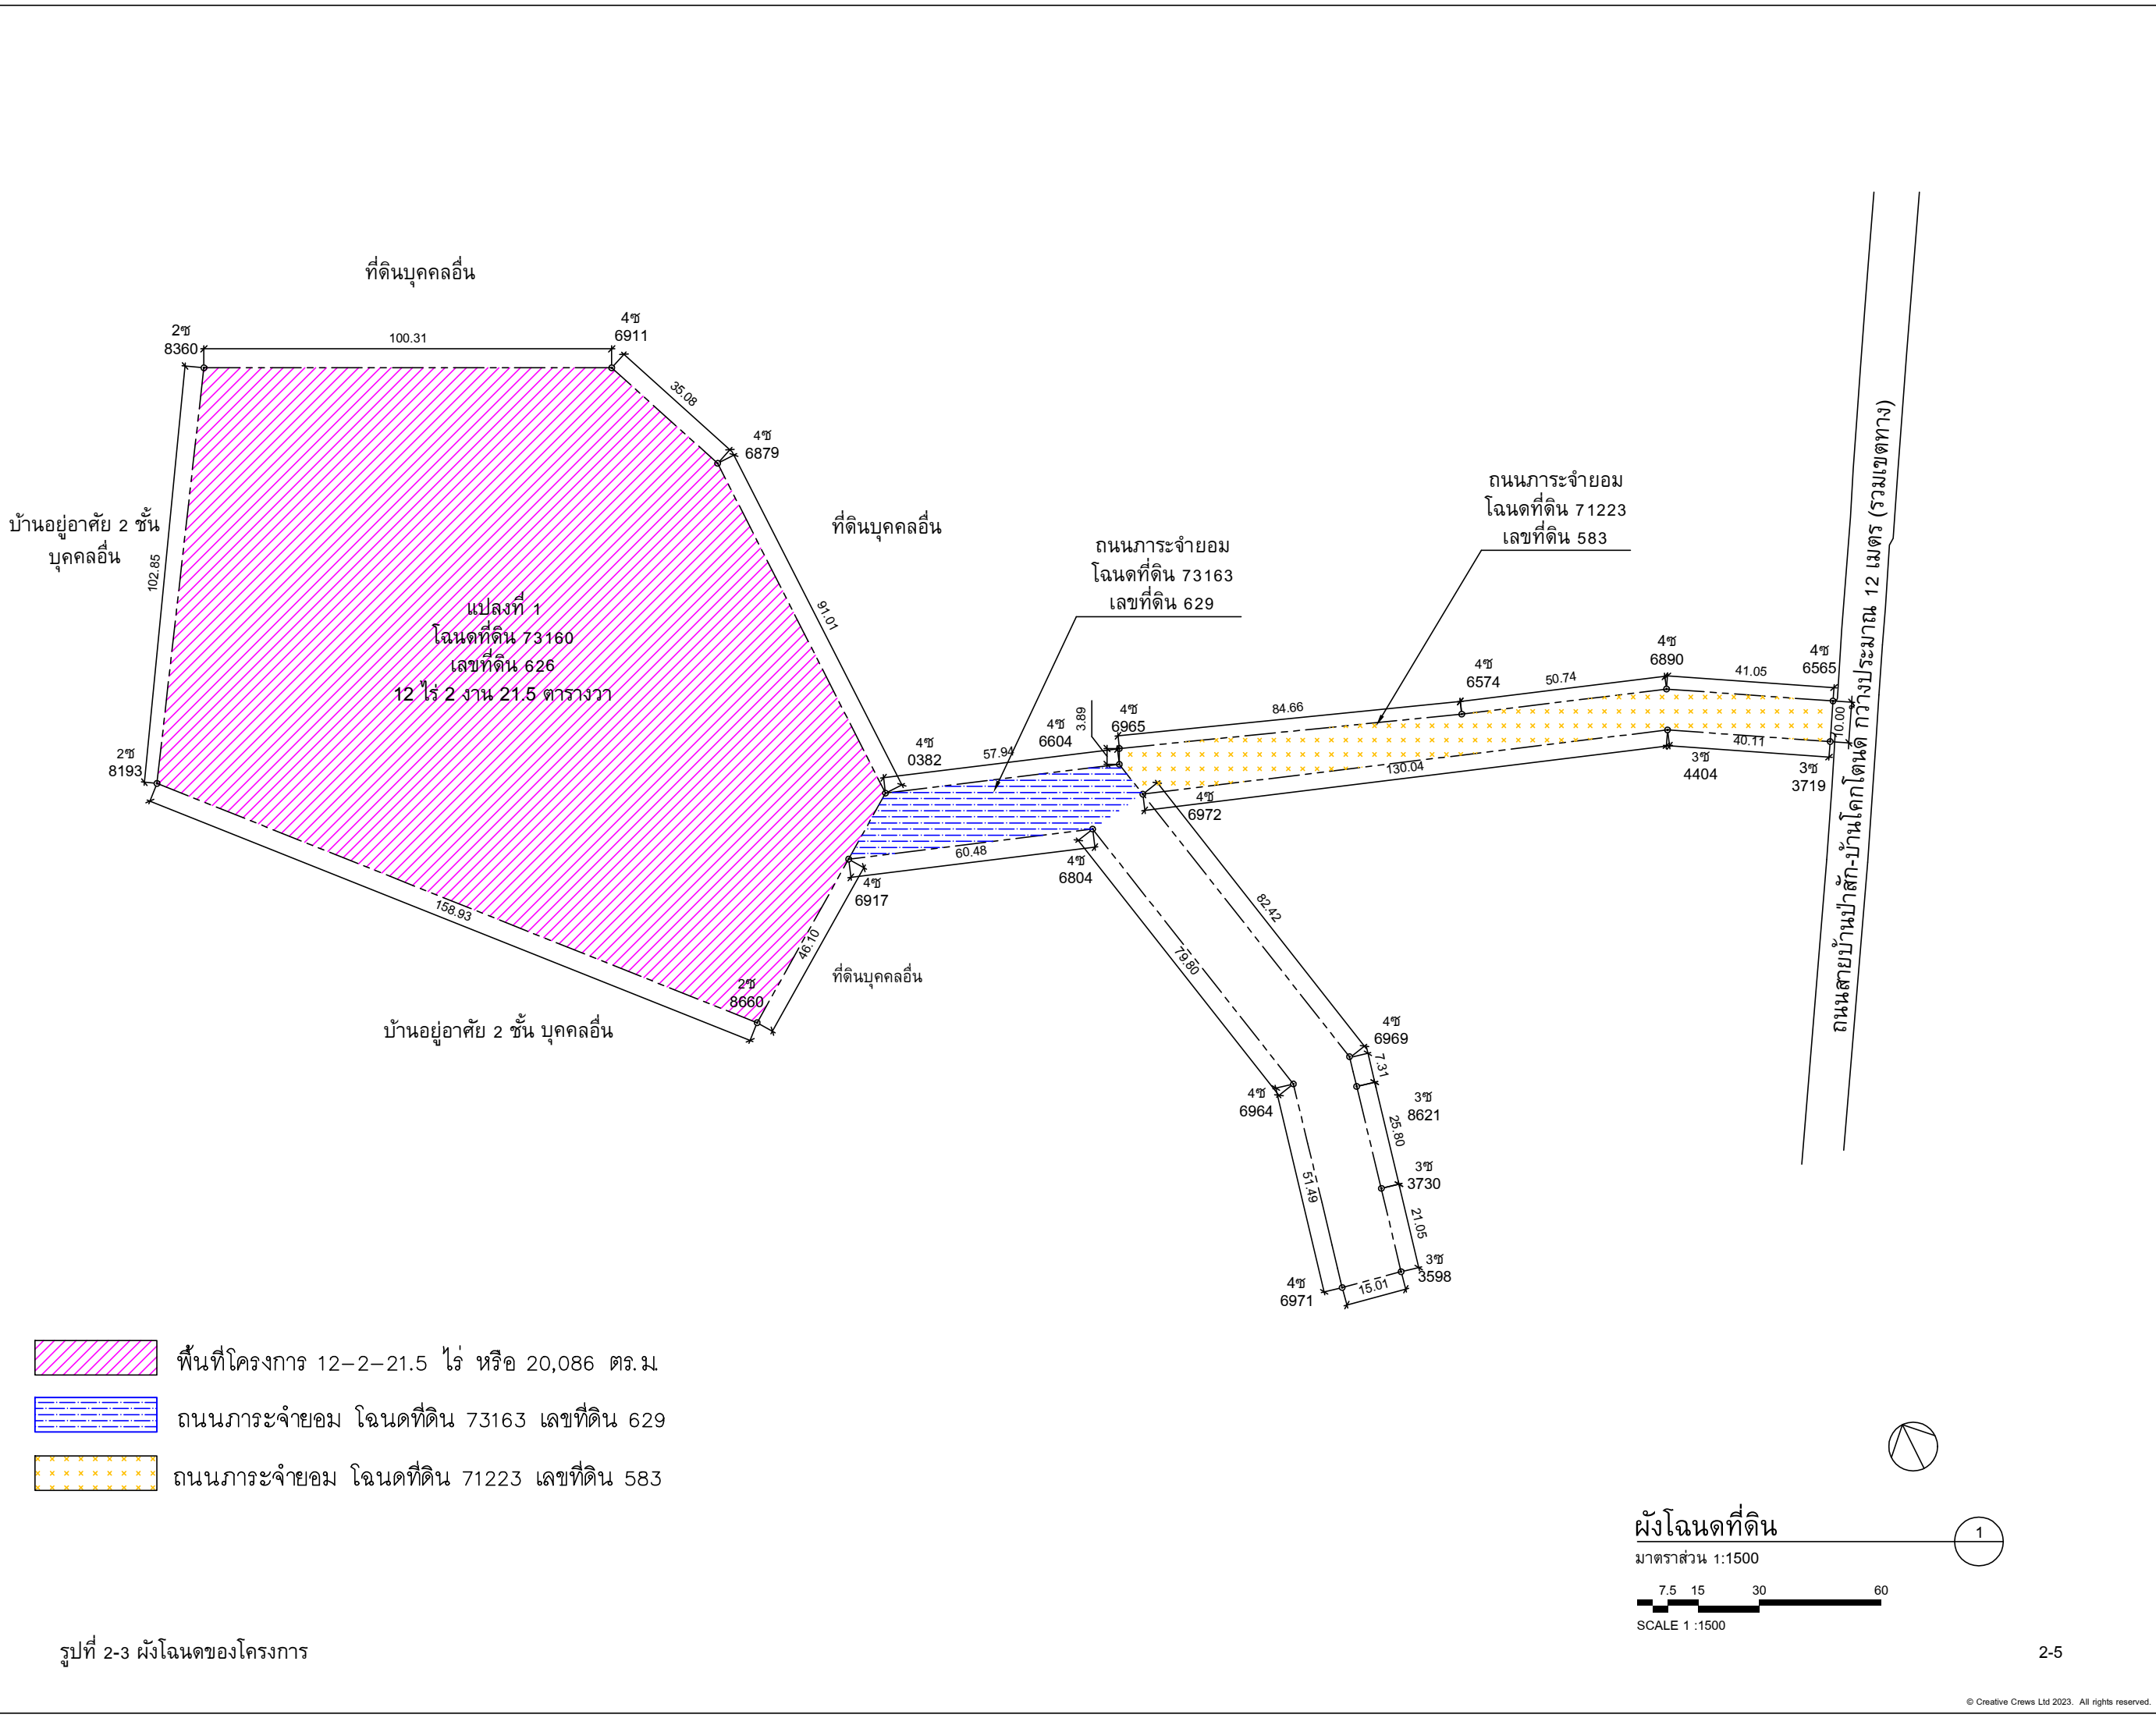 ที่ดินบุคคลอื่น
2ซ
8360
100.31
4ซ
6911
35.08
4ซ
6879
บ้านอยู่อาศัย 2 ชั้น
บุคคลอื่น
102.85
ที่ดินบุคคลอื่น
91.01
แปลงที่ 1
โฉนดที่ดิน 73160
เลขที่ดิน 626
12 ไร่ 2 งาน 21.5 ตารางวา
ถนนภาระจำยอม
โฉนดที่ดิน 73163
เลขที่ดิน 629
ถนนภาระจำยอม
โฉนดที่ดิน 71223
เลขที่ดิน 583
2ซ
8193
4ซ
0382
57.94
4ซ
6604
3.89
4ซ
6965
84.66
4ซ
6574
50.74
4ซ
6890
41.05
4ซ
6565
10.00
ถนนสายบ้านป่าสัก-บ้านโคกโตนด กว้างประมาณ 12 เมตร (รวมเขตทาง)
40.11
3ซ
4404
3ซ
3719
130.04
4ซ
6972
60.48
4ซ
6804
4ซ
6917
46.10
158.93
2ซ
8660
ที่ดินบุคคลอื่น
บ้านอยู่อาศัย 2 ชั้น บุคคลอื่น
82.42
79.80
4ซ
6969
7.31
4ซ
6964
3ซ
8621
25.80
3ซ
3730
51.49
21.05
3ซ
3598
4ซ
6971
15.01
พื้นที่โครงการ 12-2-21.5 ไร่ หรือ 20,086 ตร.ม.
ถนนภาระจำยอม โฉนดที่ดิน 73163 เลขที่ดิน 629
ถนนภาระจำยอม โฉนดที่ดิน 71223 เลขที่ดิน 583
ผังโฉนดที่ดิน
1
มาตราส่วน 1:1500
7.5 15 30 60
SCALE 1 :1500
รูปที่ 2-3 ผังโฉนดของโครงการ
2-5
© Creative Crews Ltd 2023. All rights reserved.